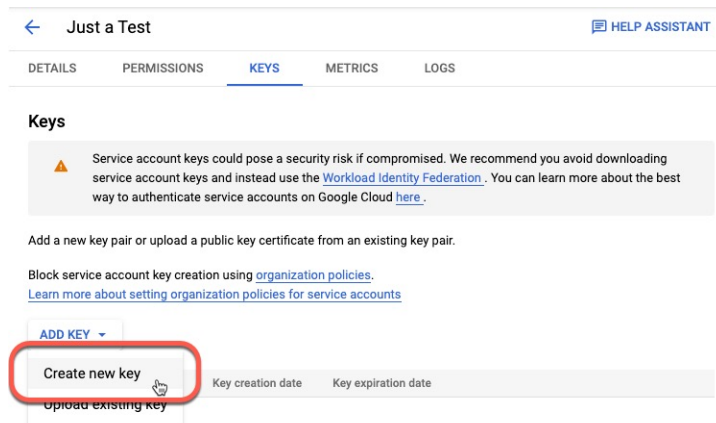 Just a Test
HELP ASSISTANT
DETAILS PERMISSIONS KEYS METRICS LOGS
Keys
Service account keys could pose a security risk if compromised. We recommend you avoid downloading
service account keys and instead use the Workload Identity Federation . You can learn more about the best
way to authenticate service accounts on Google Cloud here .
Add a new key pair or upload a public key certificate from an existing key pair.
Block service account key creation using organization policies.
Learn more about setting organization policies for service accounts
ADD KEY
Create new key
Key creation date Key expiration date
Upload existing key